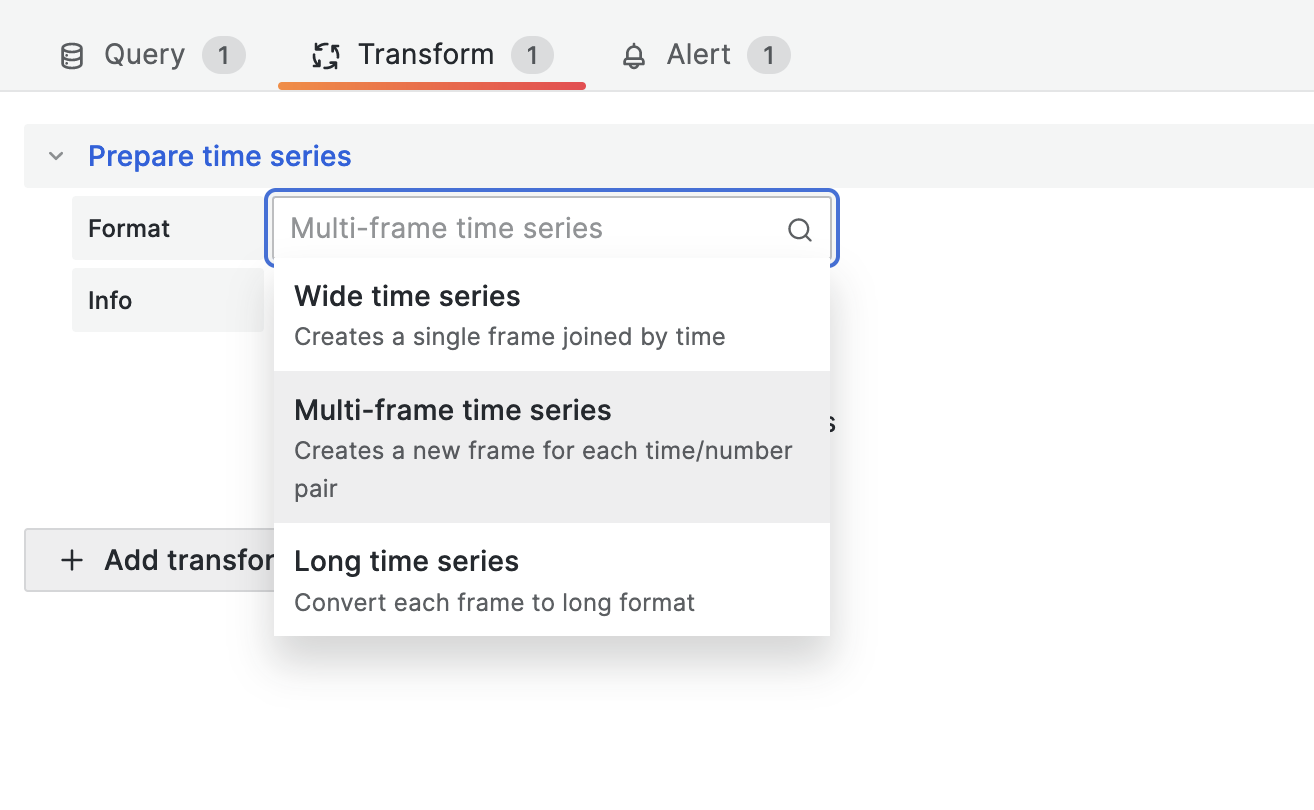 Query 1 Transform 1 Alert 1
Prepare time series
Format Multi-frame time series
Info
Wide time series
Creates a single frame joined by time
Multi-frame time series
Creates a new frame for each time/number
pair
Long time series
Convert each frame to long format
Add